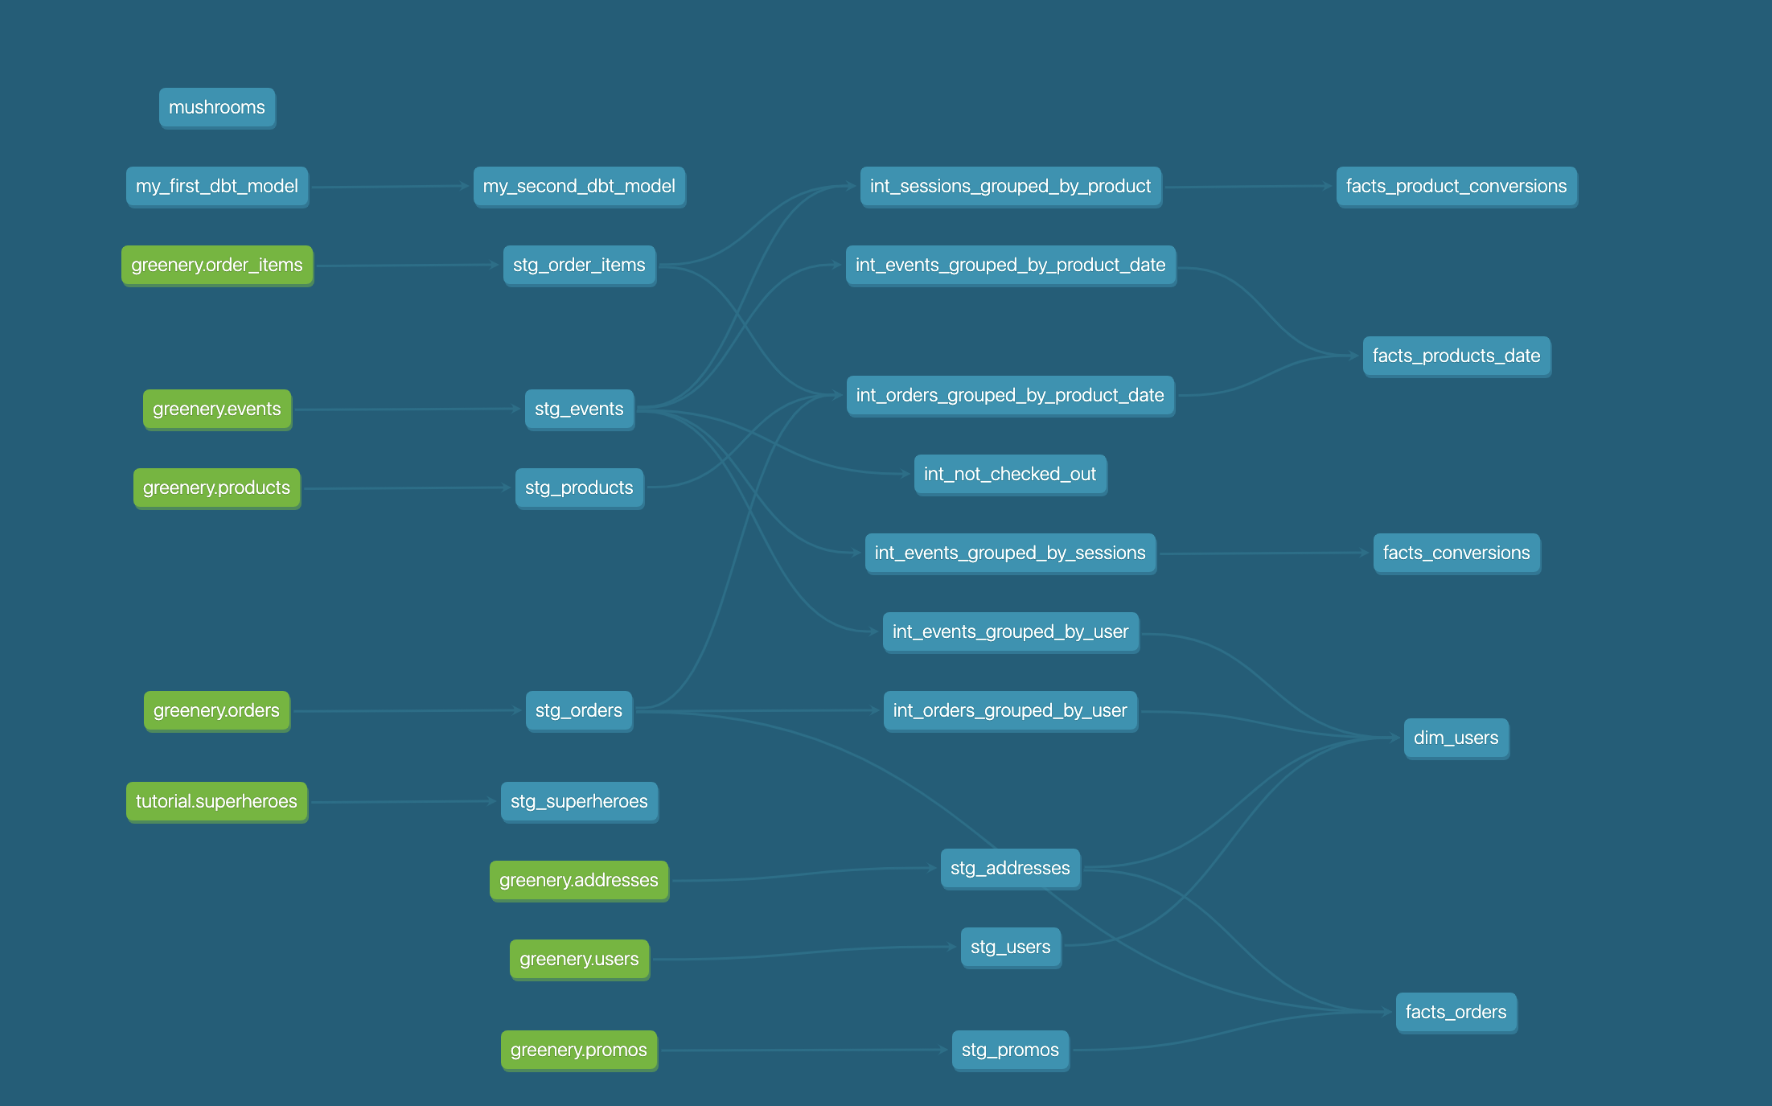 mushrooms
my_first_dbt_model
my_second_dbt_model
int_sessions_grouped_by_product
facts_product_conversions
greenery.order_items
stg_order_items
int_events_grouped_by_product_date
facts_products_date
greenery.events
stg_events
int_orders_grouped_by_product_date
greenery.products
stg_products
int_not_checked_out
int_events_grouped_by_sessions
facts_conversions
int_events_grouped_by_user
greenery.orders
stg_orders
int_orders_grouped_by_user
dim_users
tutorial.superheroes
stg_superheroes
greenery.addresses
stg_addresses
greenery.users
stg_users
facts_orders
greenery.promos
stg_promos